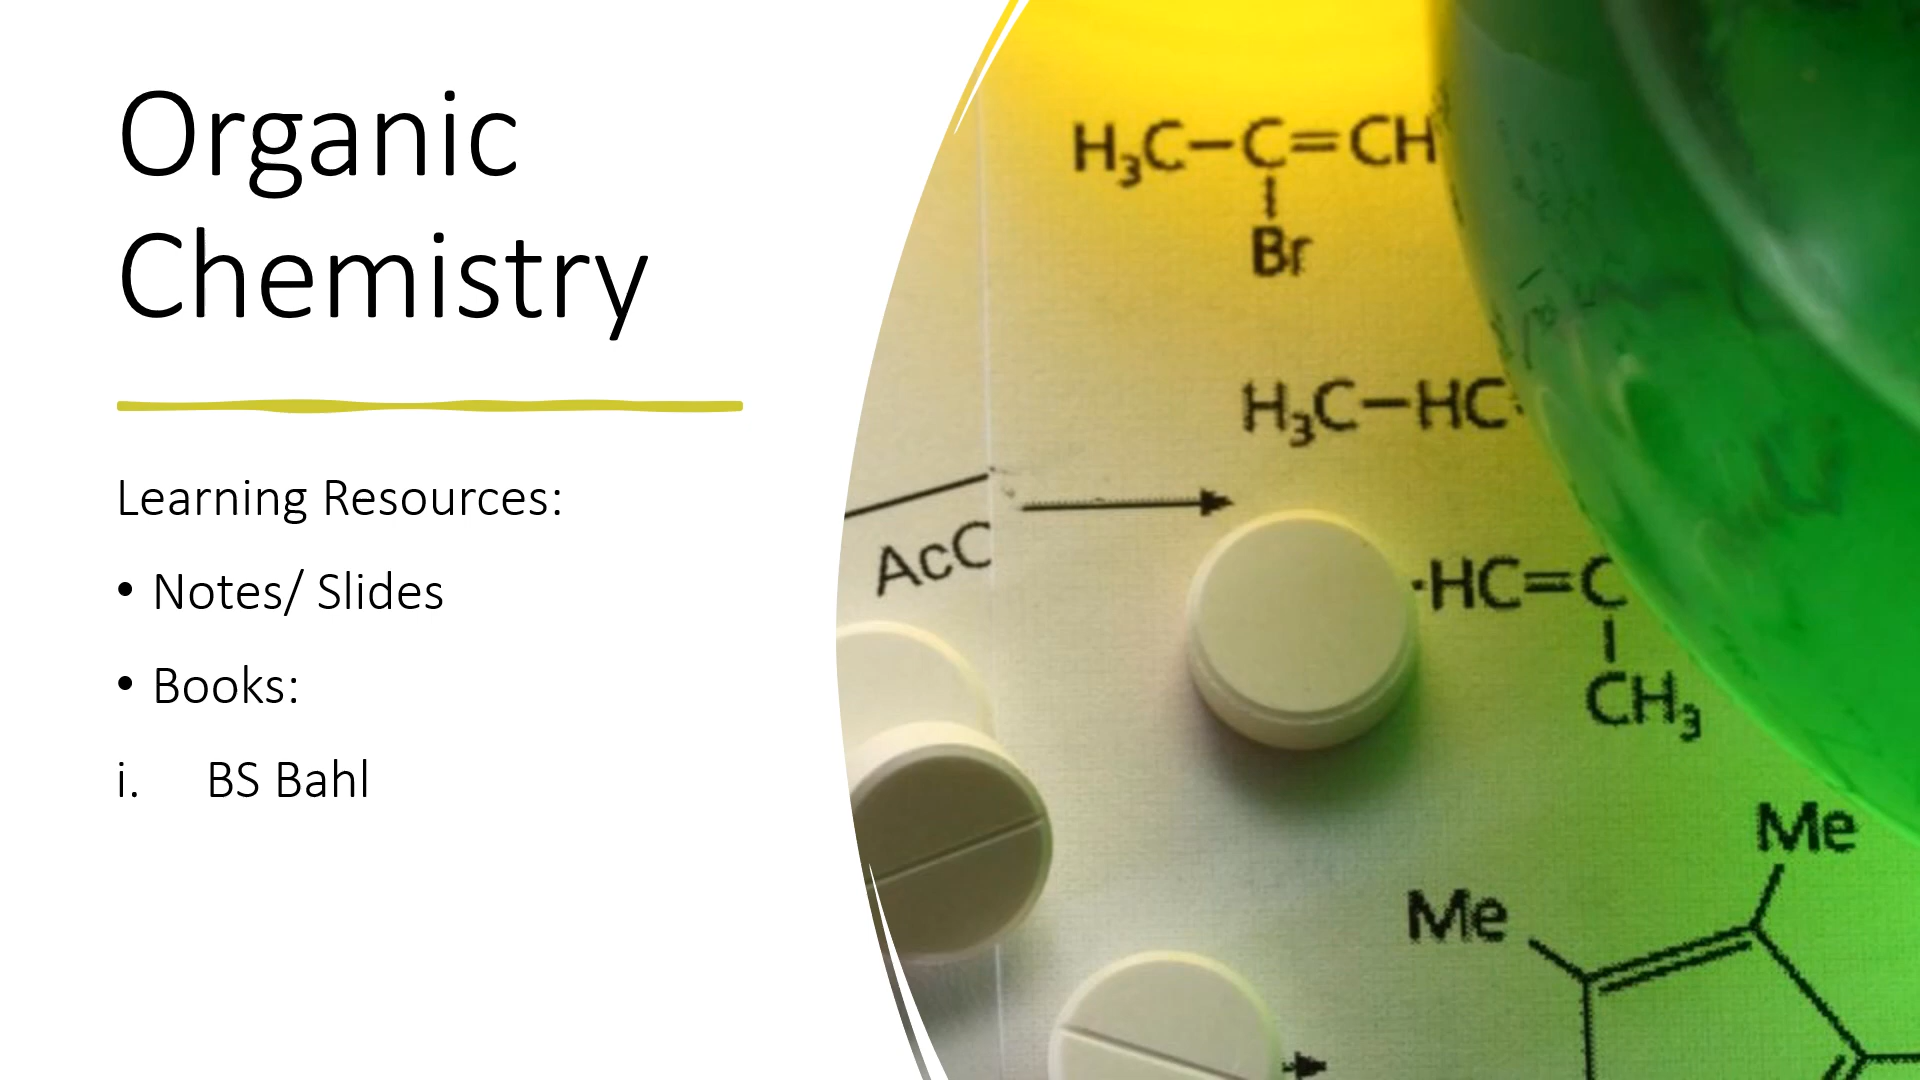 Organic
Chemistry
Learning Resources:
• Notes/ Slides
• Books:
i. BS Bahl
H₃C−C=CH
Br
H₃C−HC
AcC
·HC=C
CH₃
Me
Me